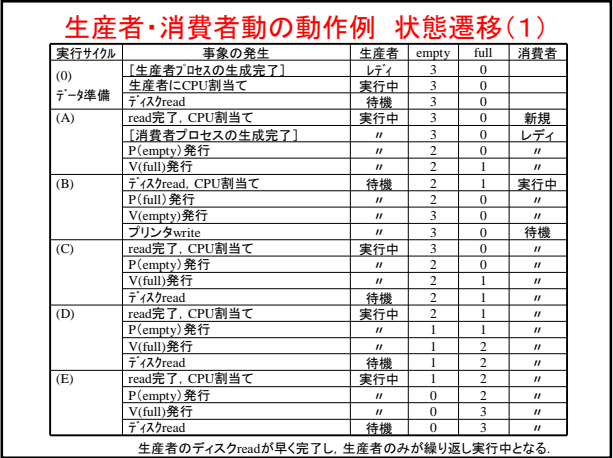 生産者・消費者動の動作例 状態遷移(1)
実行サイクル 事象の発生 生産者 empty full 消費者
(0) データ準備 [生産者プロセスの生成完了] レディ 3 0
生産者にCPU割当て 実行中 3 0
ディスクread 待機 3 0
(A) read完了, CPU割当て 実行中 3 0 新規
[消費者プロセスの生成完了] 〃 3 0 レディ
P(empty)発行 〃 2 0 〃
V(full)発行 〃 2 1 〃
(B) ディスクread, CPU割当て 待機 2 1 実行中
P(full)発行 〃 2 0 〃
V(empty)発行 〃 3 0 〃
プリンタwrite 〃 3 0 待機
(C) read完了, CPU割当て 実行中 3 0 〃
P(empty)発行 〃 2 0 〃
V(full)発行 〃 2 1 〃
ディスクread 待機 2 1 〃
(D) read完了, CPU割当て 実行中 2 1 〃
P(empty)発行 〃 1 1 〃
V(full)発行 〃 1 2 〃
ディスクread 待機 1 2 〃
(E) read完了, CPU割当て 実行中 1 2 〃
P(empty)発行 〃 0 2 〃
V(full)発行 〃 0 3 〃
ディスクread 待機 0 3 〃
生産者のディスクreadが早く完了し, 生産者のみが繰り返し実行中となる.